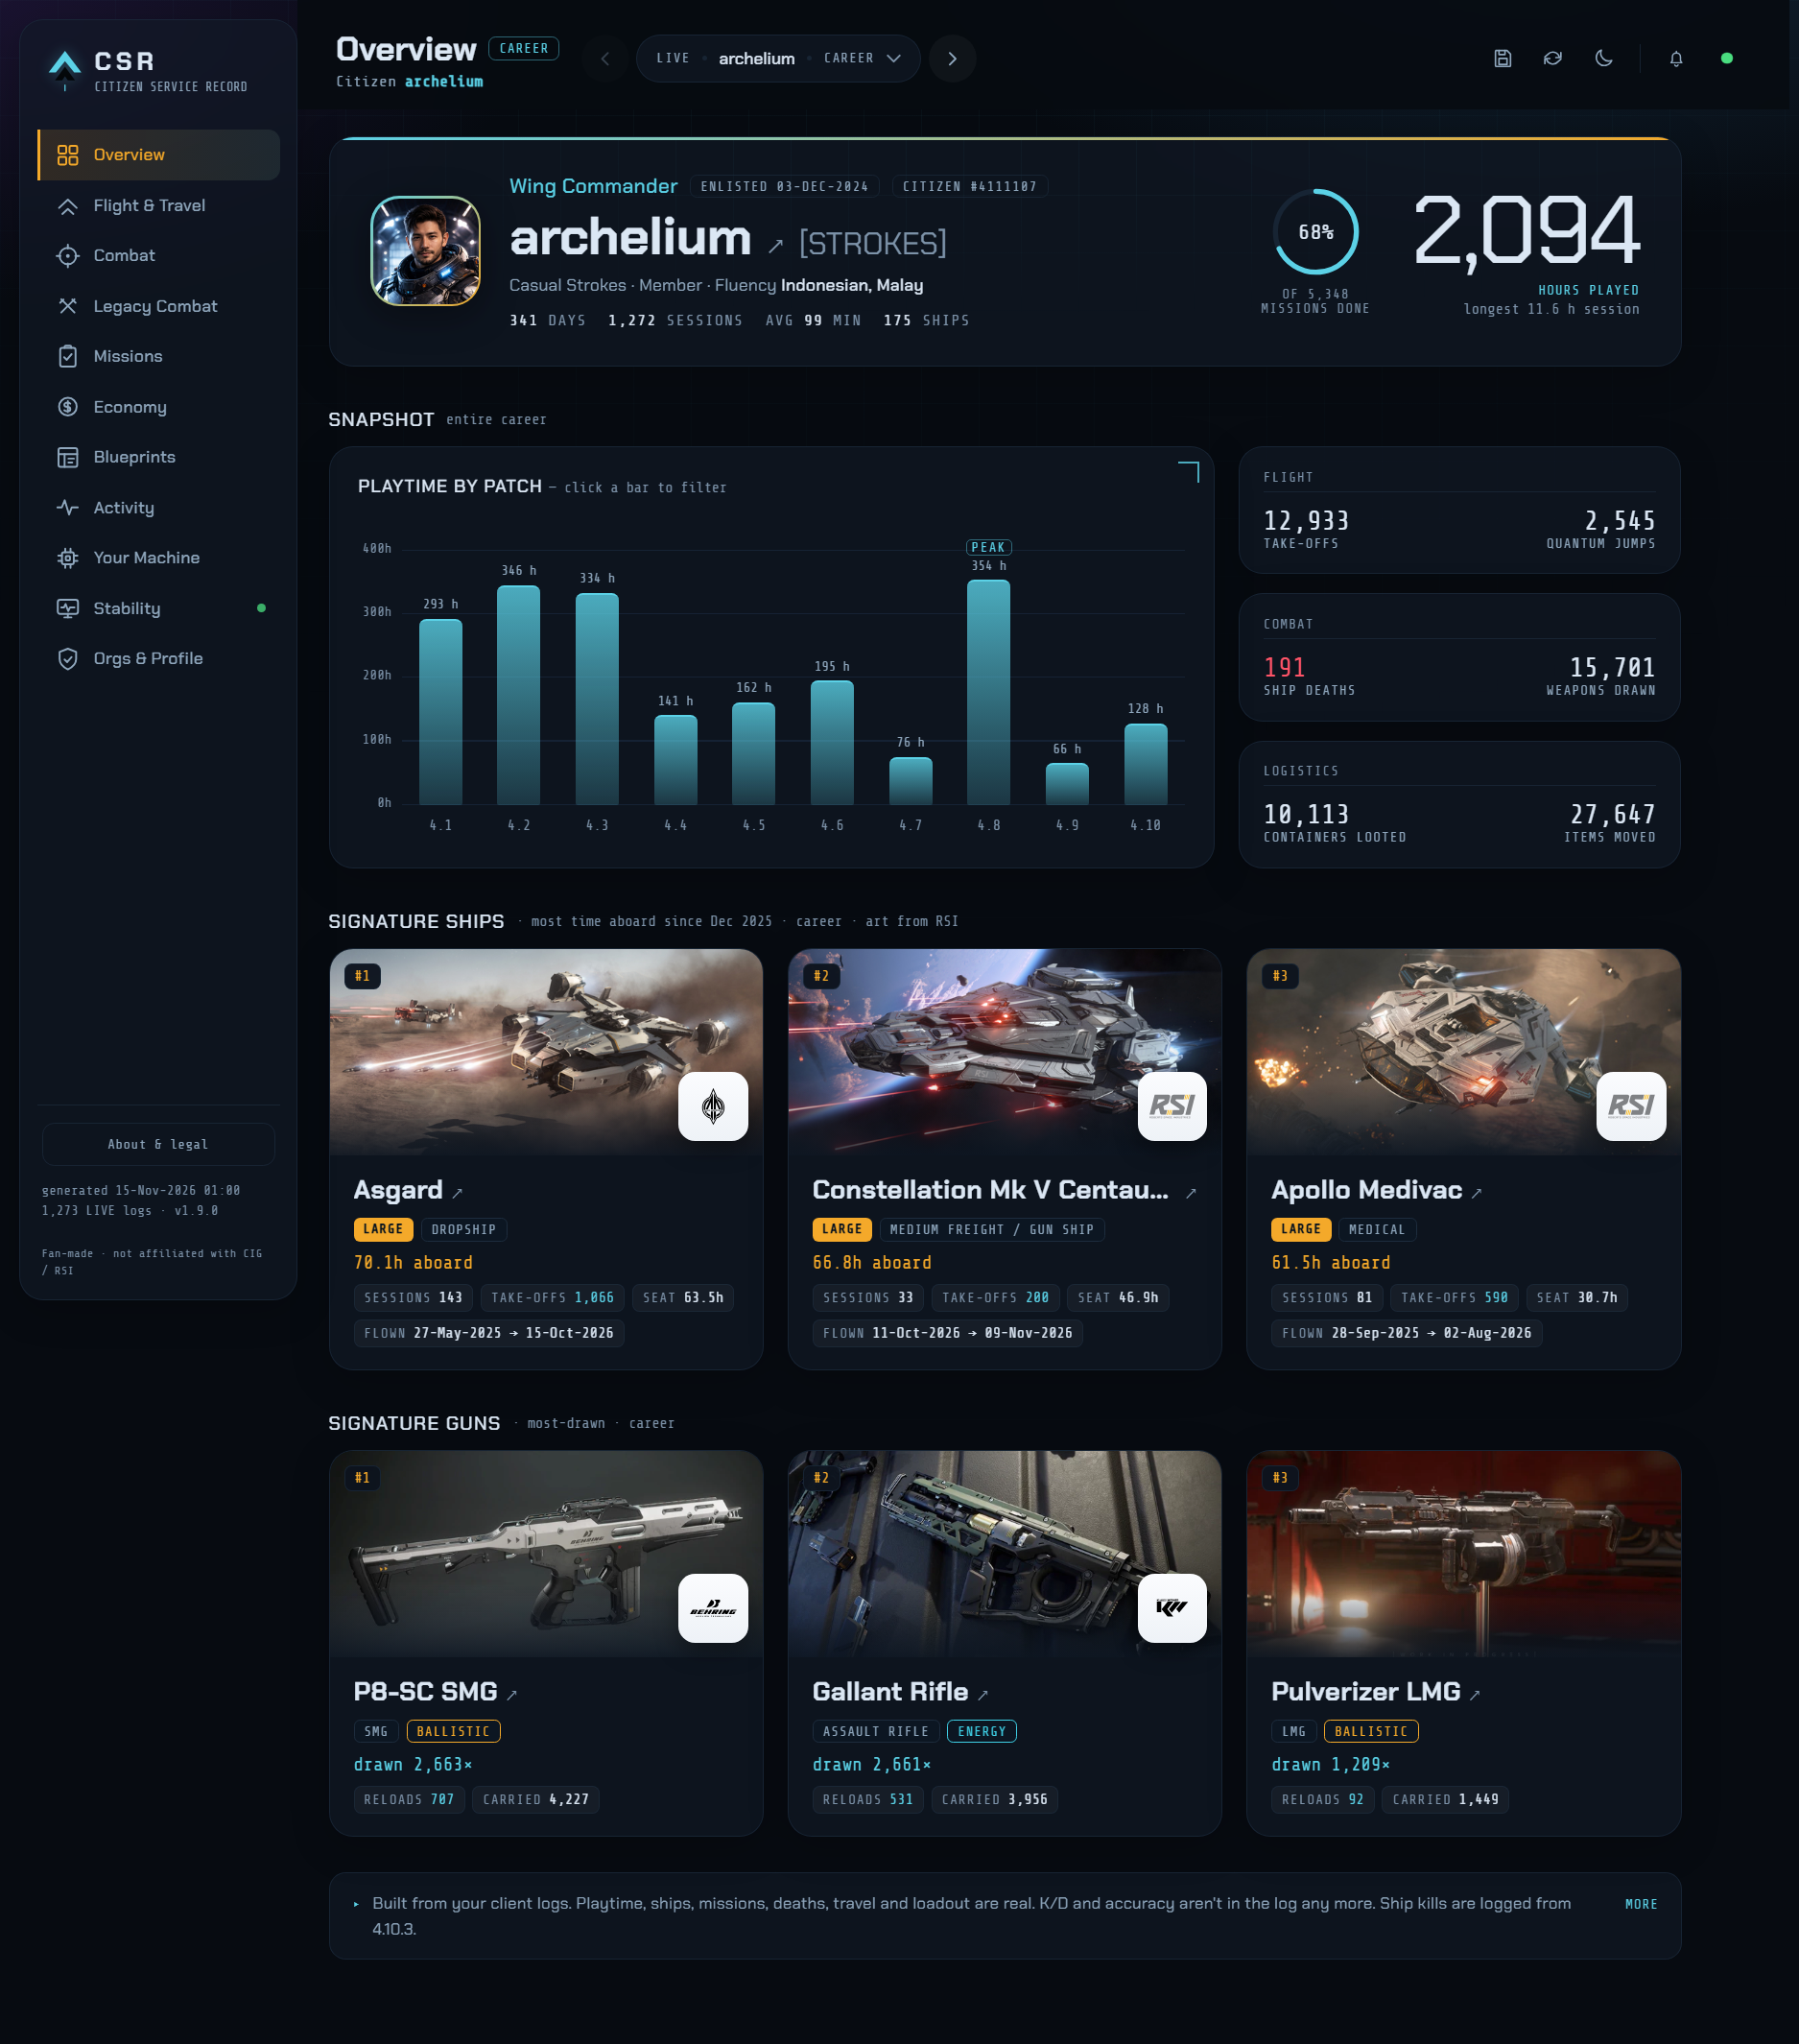 CSR
CITIZEN SERVICE RECORD
Overview
Flight & Travel
Combat
Legacy Combat
Missions
Economy
Blueprints
Activity
Your Machine
Stability
Orgs & Profile
About & legal
generated 15-Nov-2026 01:00
1,273 LIVE logs · v1.9.0
Fan-made · not affiliated with CIG
/ RSI
Overview CAREER
Citizen archelium
LIVE · archelium · CAREER
Wing Commander ENLISTED 03-DEC-2024 CITIZEN #4111107
archelium ↗ [STROKES]
Casual Strokes · Member · Fluency Indonesian, Malay
341 DAYS 1,272 SESSIONS AVG 99 MIN 175 SHIPS
68%
OF 5,348
MISSIONS DONE
2,094
HOURS PLAYED
longest 11.6 h session
SNAPSHOT entire career
PLAYTIME BY PATCH — click a bar to filter
400h
300h
200h
100h
0h
293 h
346 h
334 h
141 h
162 h
195 h
76 h
PEAK
354 h
66 h
128 h
4.1 4.2 4.3 4.4 4.5 4.6 4.7 4.8 4.9 4.10
FLIGHT
12,933 2,545
TAKE-OFFS QUANTUM JUMPS
COMBAT
191 15,701
SHIP DEATHS WEAPONS DRAWN
LOGISTICS
10,113 27,647
CONTAINERS LOOTED ITEMS MOVED
SIGNATURE SHIPS · most time aboard since Dec 2025 · career · art from RSI
#1
Asgard ↗
LARGE DROPSHIP
70.1h aboard
SESSIONS 143 TAKE-OFFS 1,066 SEAT 63.5h
FLOWN 27-May-2025 → 15-Oct-2026
#2
RSI
Constellation Mk V Centau... ↗
LARGE MEDIUM FREIGHT / GUN SHIP
66.8h aboard
SESSIONS 33 TAKE-OFFS 200 SEAT 46.9h
FLOWN 11-Oct-2026 → 09-Nov-2026
#3
RSI
Apollo Medivac ↗
LARGE MEDICAL
61.5h aboard
SESSIONS 81 TAKE-OFFS 590 SEAT 30.7h
FLOWN 28-Sep-2025 → 02-Aug-2026
SIGNATURE GUNS · most-drawn · career
#1
BEHRING
BEHRING
P8-SC SMG ↗
SMG BALLISTIC
drawn 2,663×
RELOADS 707 CARRIED 4,227
#2
Gallant Rifle ↗
ASSAULT RIFLE ENERGY
drawn 2,661×
RELOADS 531 CARRIED 3,956
#3
Pulverizer LMG ↗
LMG BALLISTIC
drawn 1,209×
RELOADS 92 CARRIED 1,449
Built from your client logs. Playtime, ships, missions, deaths, travel and loadout are real. K/D and accuracy aren't in the log any more. Ship kills are logged from
4.10.3.
MORE